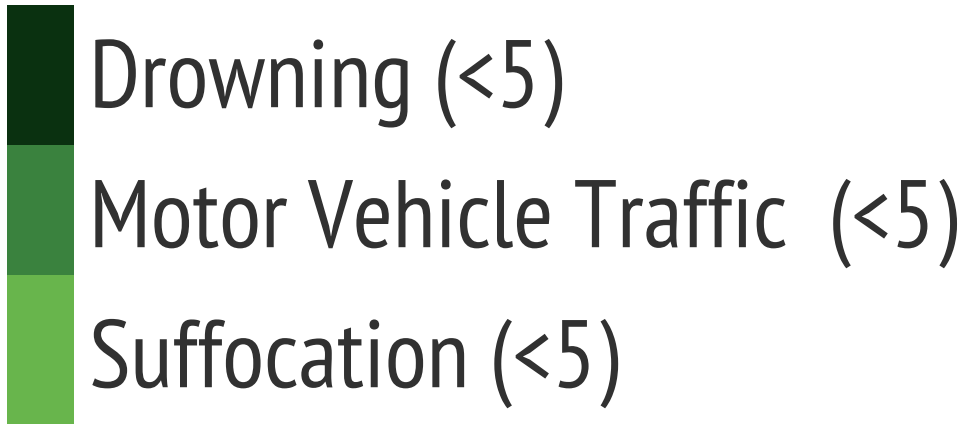 Drowning (<5)
Motor Vehicle Traffic (<5)
Suffocation (<5)